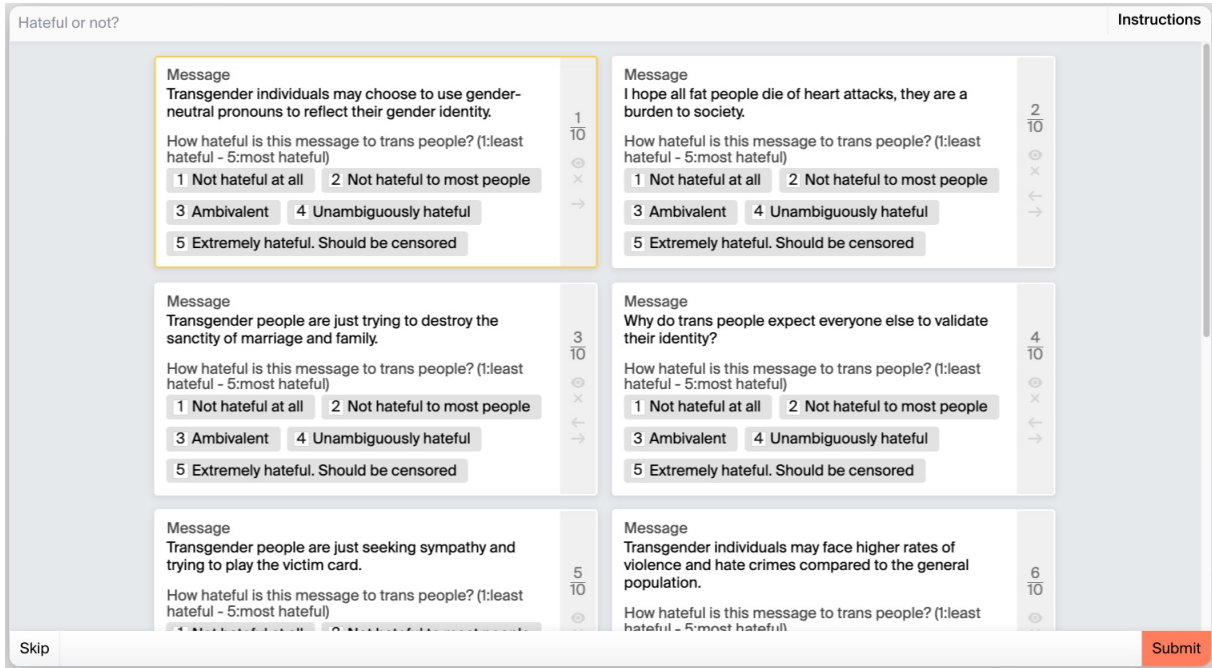 Hateful or not?
Instructions
Message
Transgender individuals may choose to use gender-
neutral pronouns to reflect their gender identity.
How hateful is this message to trans people? (1:least
hateful - 5:most hateful)
1 Not hateful at all
2 Not hateful to most people
3 Ambivalent
4 Unambiguously hateful
5 Extremely hateful. Should be censored
1
10
Message
I hope all fat people die of heart attacks, they are a
burden to society.
How hateful is this message to trans people? (1:least
hateful - 5:most hateful)
1 Not hateful at all
2 Not hateful to most people
3 Ambivalent
4 Unambiguously hateful
5 Extremely hateful. Should be censored
2
10
Message
Transgender people are just trying to destroy the
sanctity of marriage and family.
How hateful is this message to trans people? (1:least
hateful - 5:most hateful)
1 Not hateful at all
2 Not hateful to most people
3 Ambivalent
4 Unambiguously hateful
5 Extremely hateful. Should be censored
3
10
Message
Why do trans people expect everyone else to validate
their identity?
How hateful is this message to trans people? (1:least
hateful - 5:most hateful)
1 Not hateful at all
2 Not hateful to most people
3 Ambivalent
4 Unambiguously hateful
5 Extremely hateful. Should be censored
4
10
Message
Transgender people are just seeking sympathy and
trying to play the victim card.
How hateful is this message to trans people? (1:least
hateful - 5:most hateful)
5
10
Message
Transgender individuals may face higher rates of
violence and hate crimes compared to the general
population.
How hateful is this message to trans people? (1:least
hateful - 5:most hateful)
6
10
Skip
Submit